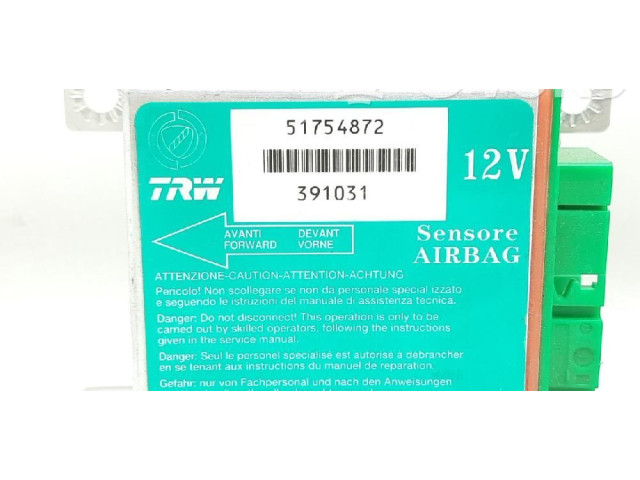 51754872
391031
12V
TRW
AVANTI DEVANT
FORWARD VORNE
Sensore
AIRBAG
ATTENZIONE-CAUTION-ATTENTION-ACHTUNG
Pericolo! Non scollegare se non da personale specializzato
e seguendo le istruzioni del manuale di assistenza tecnica.
Danger: Do not disconnect! This operation is only to be
carried out by skilled operators, following the instructions
given in the service manual.
Danger: Seul le personel specialisé est autorisé à debrancher
en se tenant aux instructions du manuel de reparation.
Gefahr: nur von Fachpersonal und nach den Anweisungen